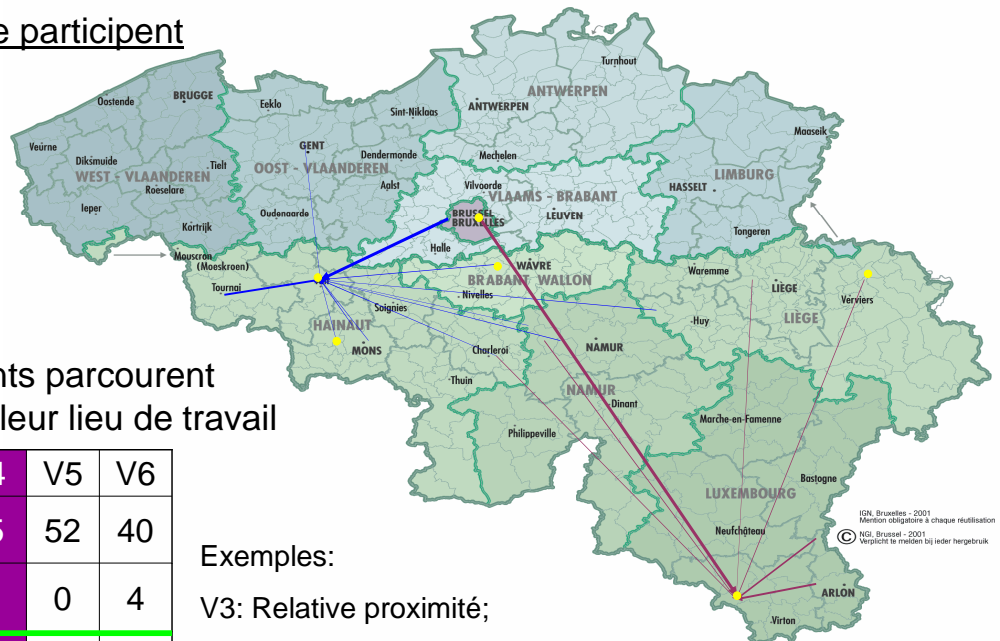 e participent
Turnhout
ANTWERPEN
Oostende
BRUGGE
Eeklo
Sint-Niklaas
ANTWERPEN
Maaseik
Veurne
Diksmuide
GENT
Dendermonde
Mechelen
WEST - VLAANDEREN
Tielt
OOST - VLAANDEREN
LIMBURG
Roeselare
Aalst
Vilvoorde
VLAAMS - BRABANT
HASSELT
Ieper
Oudenaarde
BRUSSEL
BRUXELLES
LEUVEN
Kortrijk
Halle
Tongeren
Mouscron
(Moeskroen)
WAVRE
Waremme
BRABANT WALLON
Tournai
Nivelles
LIÈGE
Verviers
Soignies
Huy
LIÈGE
HAINAUT
MONS
Charleroi
NAMUR
nts parcourent
Thuin
NAMUR
Dinant
leur lieu de travail
Philippeville
Marche-en-Famenne
4 V5 V6
Bastogne
LUXEMBOURG
5 52 40
IGN, Bruxelles - 2001
Mention obligatoire à chaque réutilisation
Neufchâteau
© NGI, Brussel - 2001
Verplicht te melden bij ieder hergebruik
Exemples:
0 4
ARLON
V3: Relative proximité;
Virton